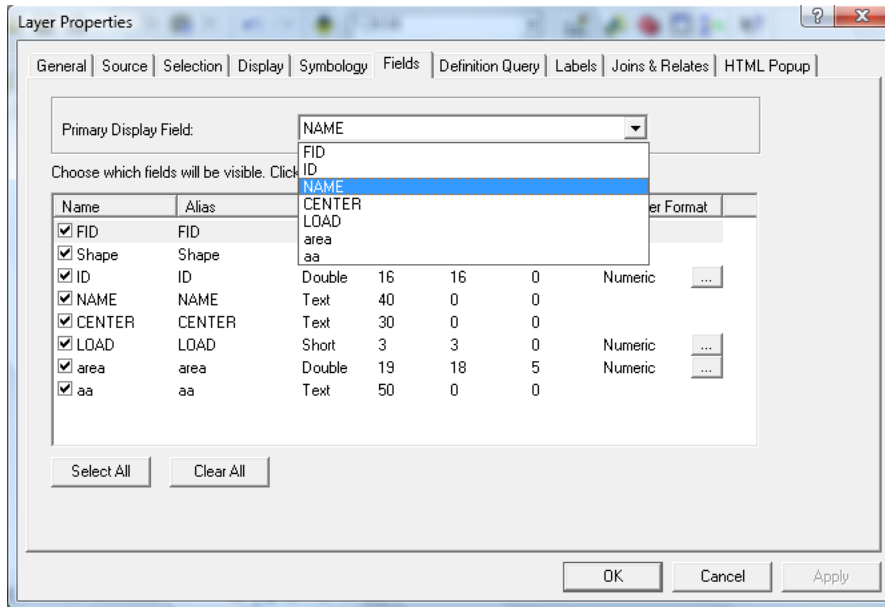 Layer Properties
General Source Selection Display Symbology Fields Definition Query Labels Joins & Relates HTML Popup
Primary Display Field: NAME
FID
ID
NAME
CENTER
LOAD
area
aa
Choose which fields will be visible. Click
Name Alias er Format
FID FID
Shape Shape
ID ID Double 16 16 0 Numeric ...
NAME NAME Text 40 0 0
CENTER CENTER Text 30 0 0
LOAD LOAD Short 3 3 0 Numeric ...
area area Double 19 18 5 Numeric ...
aa aa Text 50 0 0
Select All Clear All
OK Cancel Apply